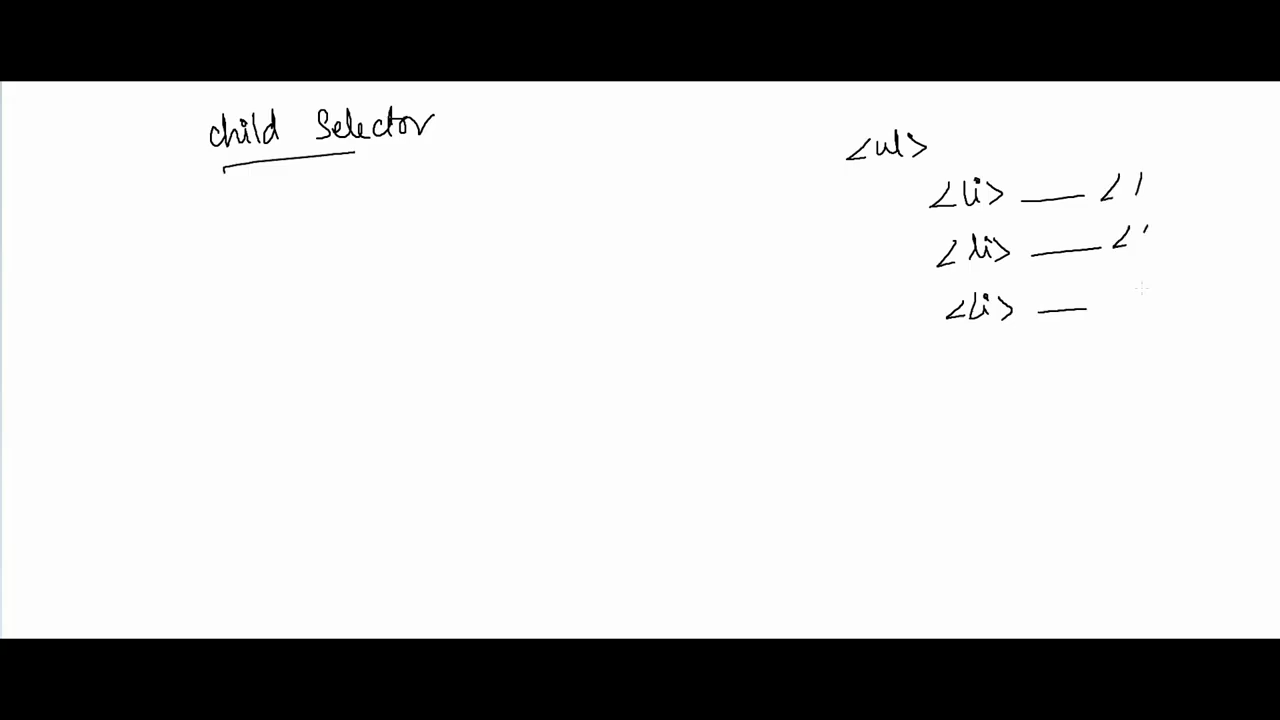 child Selector
<ul>
<li> —— <'
<li> —— <'
<li> —